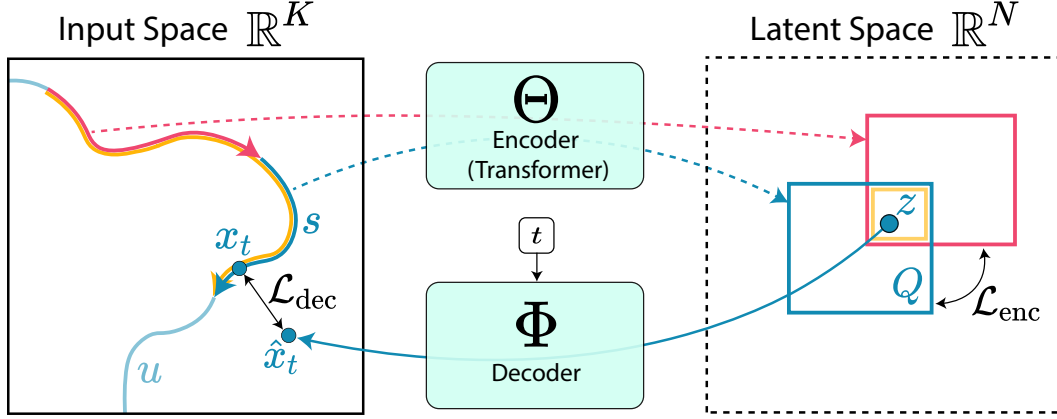 Input Space ℝ^K
Latent Space ℝ^N
Θ
Encoder
(Transformer)
s
z
x_t
t
Q
𝓛_dec
𝓛_enc
Φ
x̂_t
u
Decoder